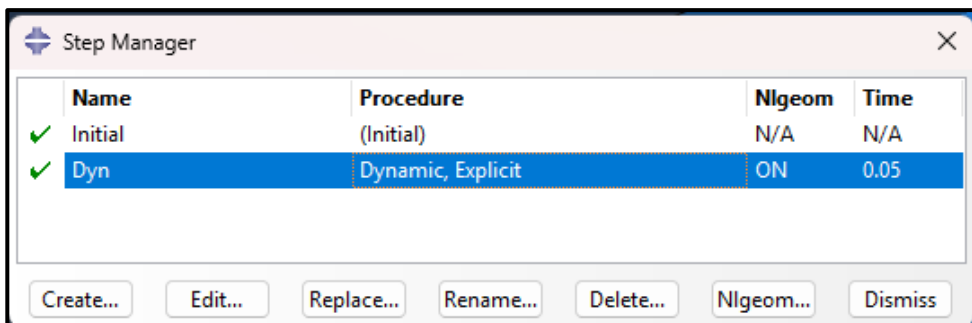 Step Manager
Name Procedure Nlgeom Time
Initial (Initial) N/A N/A
Dyn Dynamic, Explicit ON 0.05
Create... Edit... Replace... Rename... Delete... Nlgeom... Dismiss